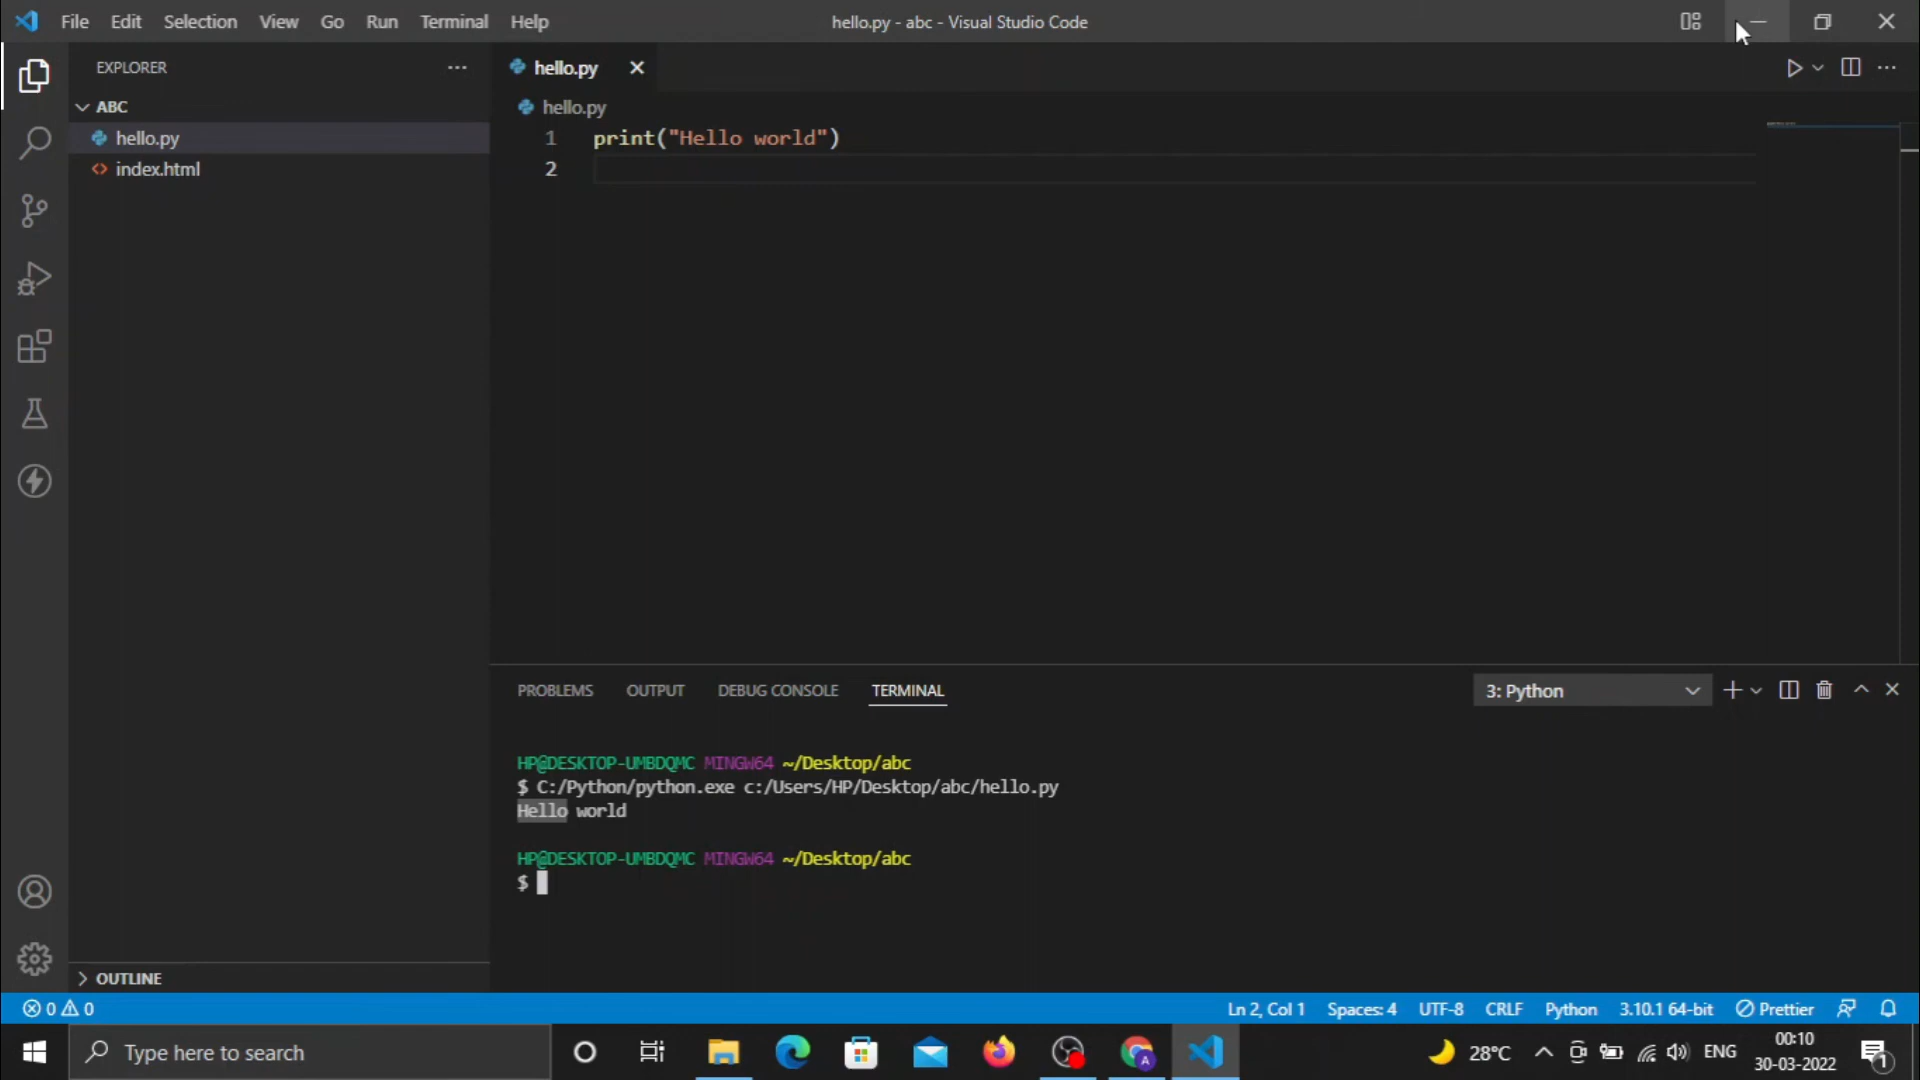 File Edit Selection View Go Run Terminal Help
hello.py - abc - Visual Studio Code
EXPLORER
ABC
hello.py
index.html
OUTLINE
hello.py
hello.py
1 print("Hello world")
2
PROBLEMS OUTPUT DEBUG CONSOLE TERMINAL
3: Python
HP@DESKTOP-UMBDQMC MINGW64 ~/Desktop/abc
$ C:/Python/python.exe c:/Users/HP/Desktop/abc/hello.py
Hello world
HP@DESKTOP-UMBDQMC MINGW64 ~/Desktop/abc
$
0 0
Ln 2, Col 1 Spaces: 4 UTF-8 CRLF Python 3.10.1 64-bit Prettier
Type here to search
A
28°C
ENG
00:10
30-03-2022
1